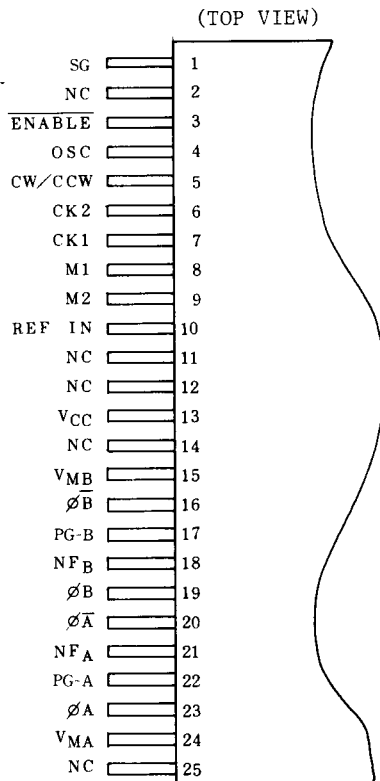 (TOP VIEW)
SG 1
NC 2
E̅N̅A̅B̅L̅E̅ 3
OSC 4
CW/CCW 5
CK2 6
CK1 7
M1 8
M2 9
REF IN 10
NC 11
NC 12
VCC 13
NC 14
VMB 15
øB̅ 16
PG-B 17
NFB 18
øB 19
øA̅ 20
NFA 21
PG-A 22
øA 23
VMA 24
NC 25